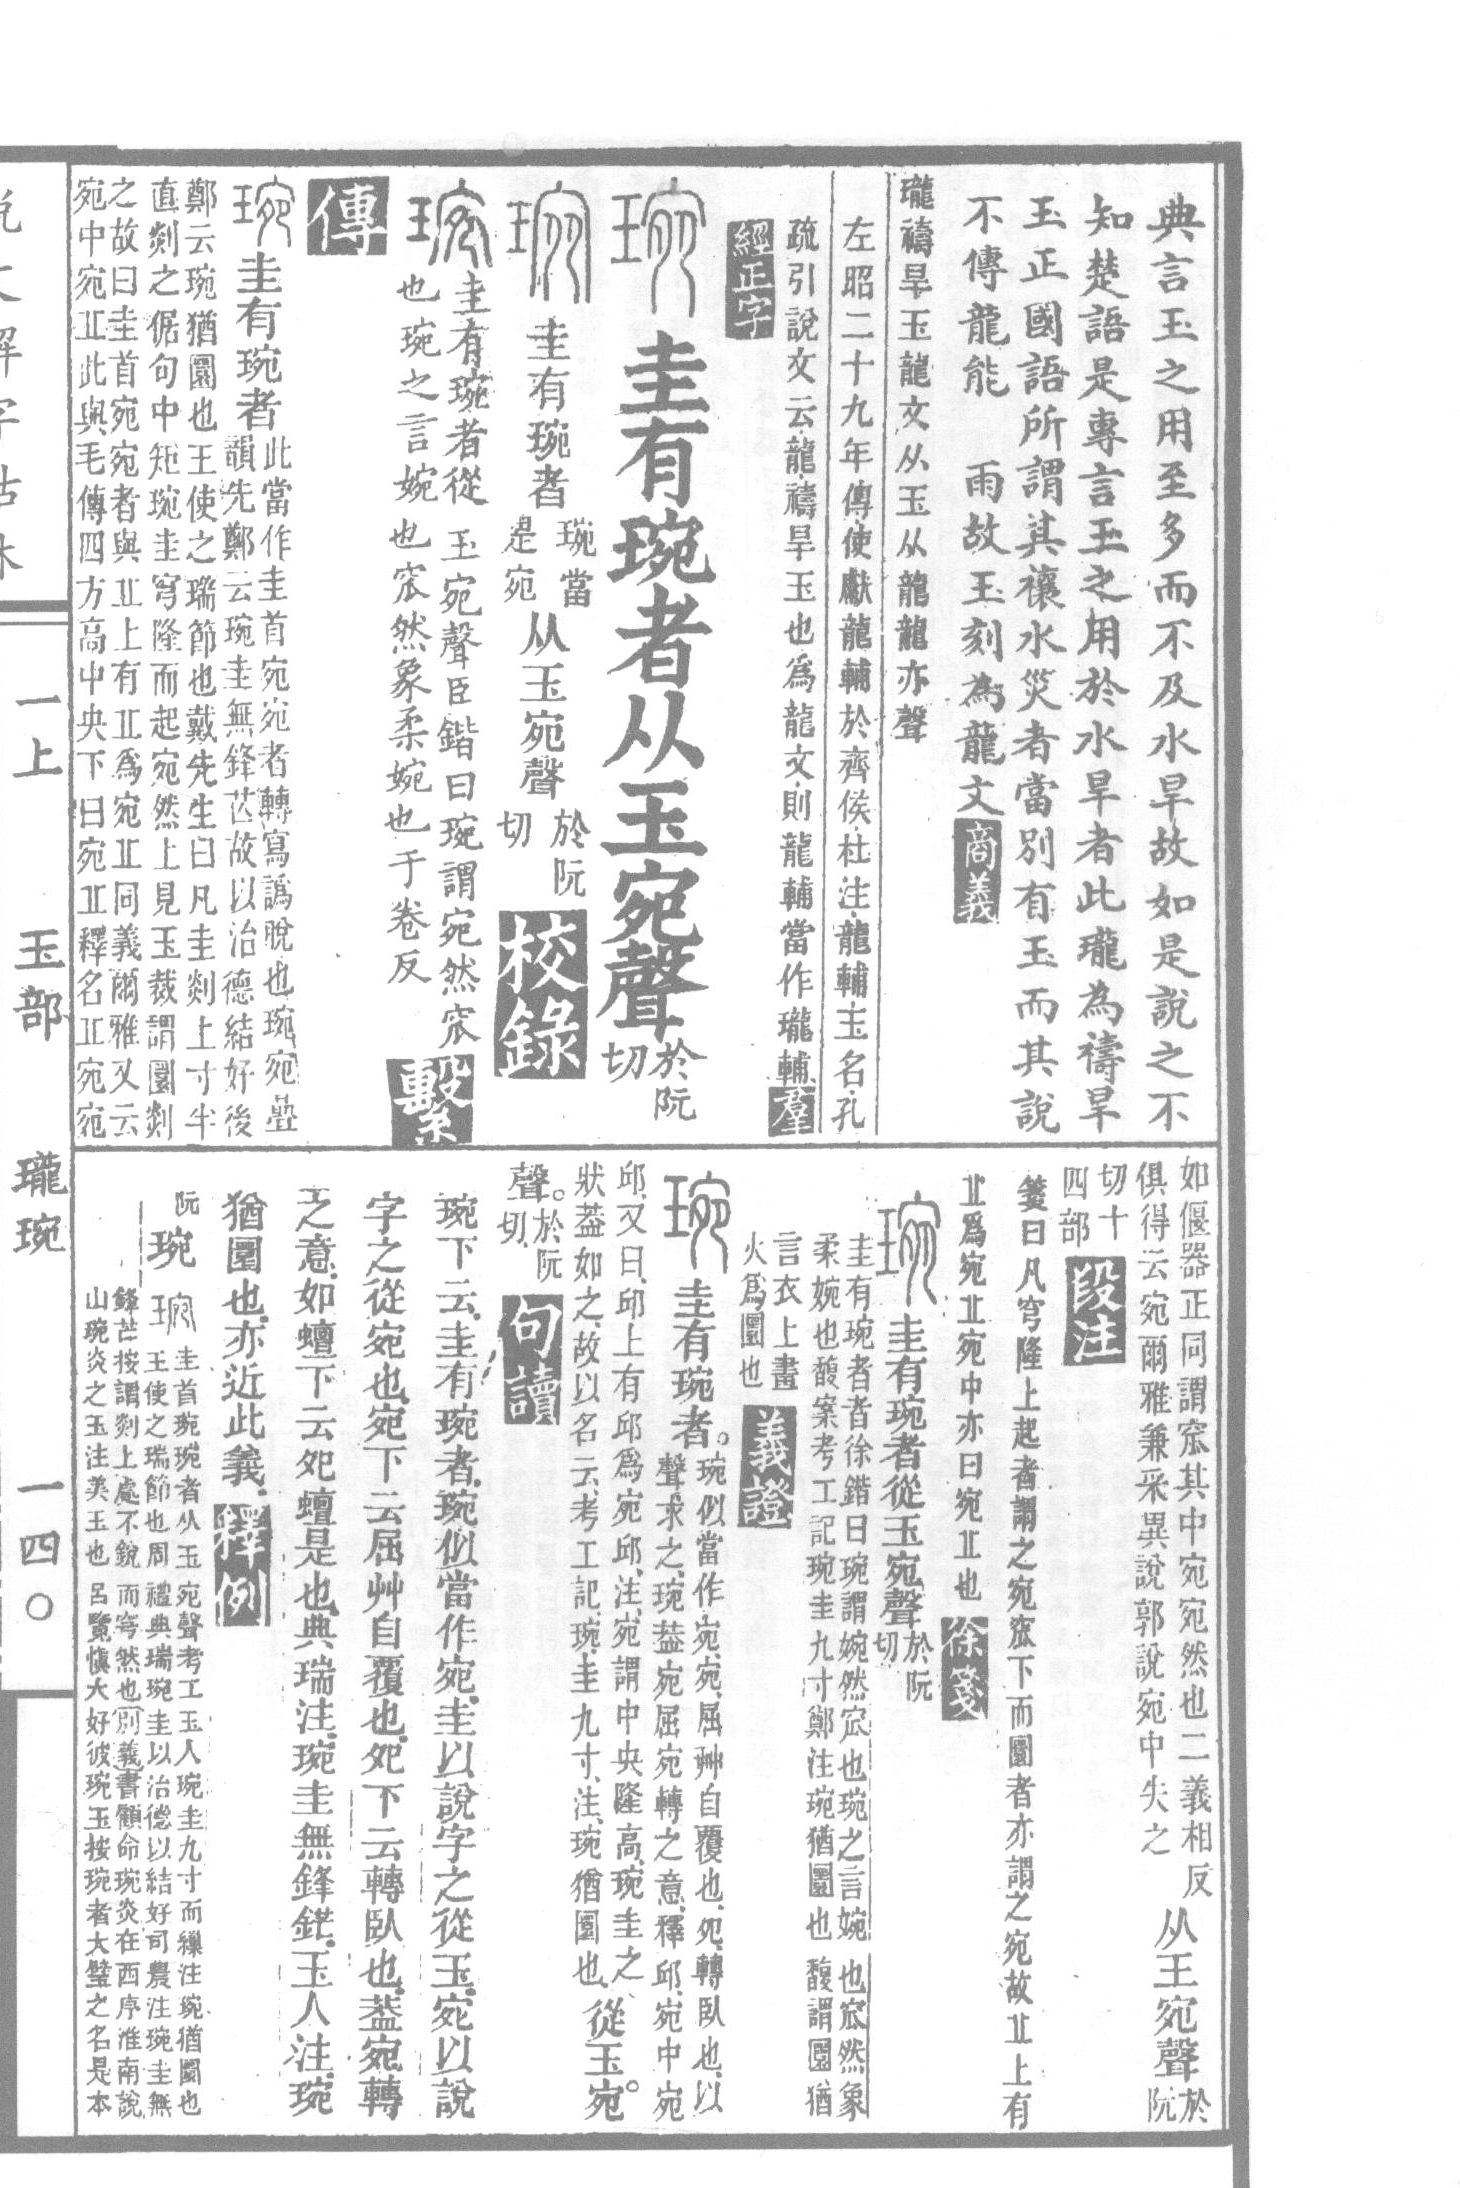 典言玉之用至多而不及水旱故如是說之不
知楚語是專言玉之用於水旱者此瓏為禱旱
玉正國語所謂其禳水災者當別有玉而其說
不傳龍能　雨故玉刻為龍文商義
瓏禱旱玉龍文从玉从龍龍亦聲
左昭二十九年傳使獻龍輔於齊侯杜注龍輔玉名孔
疏引說文云龍禱旱玉也為龍文則龍輔當作瓏輔羣
經正字
琬圭有琬者从玉宛聲於阮
切
琬圭有琬者琬當
是宛从玉宛聲於阮
切校錄
琬圭有琬者從玉宛聲臣鍇曰琬謂宛然窊
也琬之言婉也窊然象柔婉也于卷反繫
傳
琬圭有琬者此當作圭首宛宛者轉寫譌脫也琬宛疊
韻先鄭云琬圭無鋒芒故以治德結好後
鄭云琬猶圜也王使之瑞節也戴先生曰凡圭剡上寸半
直剡之倨句中矩琬圭穹隆而起宛然上見玉裁謂圜剡
之故曰圭首宛宛者與丠上有丠為宛丠同義爾雅又云
宛中宛丠此與毛傳四方高中央下曰宛丠釋名丠宛宛
如偃器正同謂窊其中宛宛然也二義相反
俱得云宛爾雅兼采異說郭說宛中失之从王宛聲於
阮
切十
四部段注
箋曰凡穹隆上起者謂之宛窊下而圜者亦謂之宛故丠上有
丠為宛丠宛中亦曰宛丠也徐箋
琬圭有琬者從玉宛聲於阮
切
圭有琬者者徐鍇曰琬謂婉然窊也琬之言婉也窊然象
柔婉也馥案考工記琬圭九寸鄭注琬猶圜也馥謂圜猶
言衣上畫
火為圜也義證
琬圭有琬者。琬似當作宛宛、屈艸自覆也、夗、轉臥也、以
聲求之、琬葢宛屈宛轉之意、釋邱、宛中宛
邱、又曰、邱上有邱為宛邱、注、宛謂中央隆高、琬圭之
狀葢如之、故以名云、考工記、琬圭九寸、注、琬猶圜也、從玉宛。
聲。於阮
切句讀
琬下云、圭有琬者、琬似當作宛、圭以說字之從玉、宛以說
字之從宛也、宛下云屈艸自覆也、夗下云轉臥也、葢宛轉
之意、如蟺下云夗蟺是也、典瑞注、琬圭無鋒鋩、玉人注、琬
猶圜也、亦近此義、釋例
阮琬琬圭首琬琬者从玉宛聲考工玉人琬圭九寸而繅注琬猶圜也
王使之瑞節也周禮典瑞琬圭以治德以結好司農注琬圭無
鋒芒按謂剡上處不銳而穹然也別義書顧命琬炎在西序淮南說
山琬炎之玉注美玉也呂覽慎大好彼琬玉按琬者大璧之名是本
說文解字詁林
一上　玉部　瓏琬　一四〇